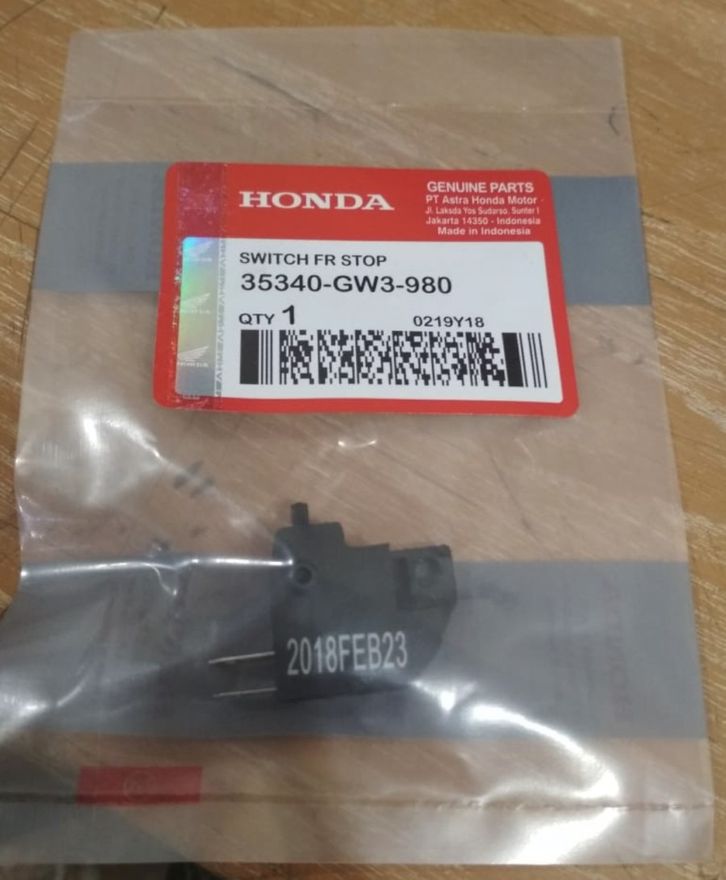 HONDA
GENUINE PARTS
PT Astra Honda Motor
Jl. Laksda Yos Sudarso, Sunter I
Jakarta 14350 - Indonesia
Made in Indonesia
SWITCH FR STOP
35340-GW3-980
QTY 1
0219Y18
2018FEB23